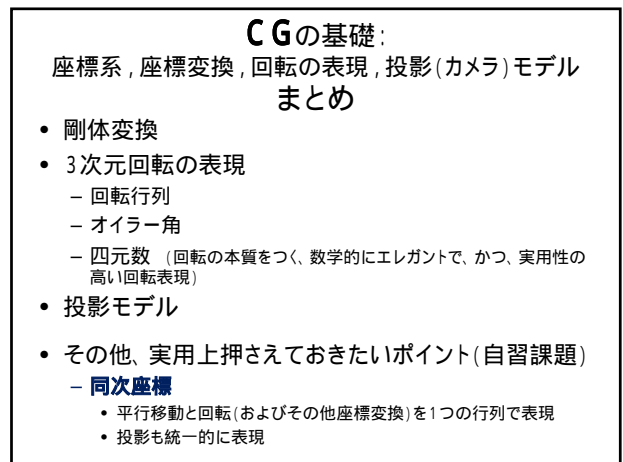 ＣＧの基礎:
座標系,座標変換,回転の表現,投影(カメラ)モデル
まとめ
• 剛体変換
• 3次元回転の表現
– 回転行列
– オイラー角
– 四元数 (回転の本質をつく、数学的にエレガントで、かつ、実用性の
高い回転表現)
• 投影モデル
• その他、実用上押さえておきたいポイント(自習課題)
– 同次座標
• 平行移動と回転(およびその他座標変換)を1つの行列で表現
• 投影も統一的に表現